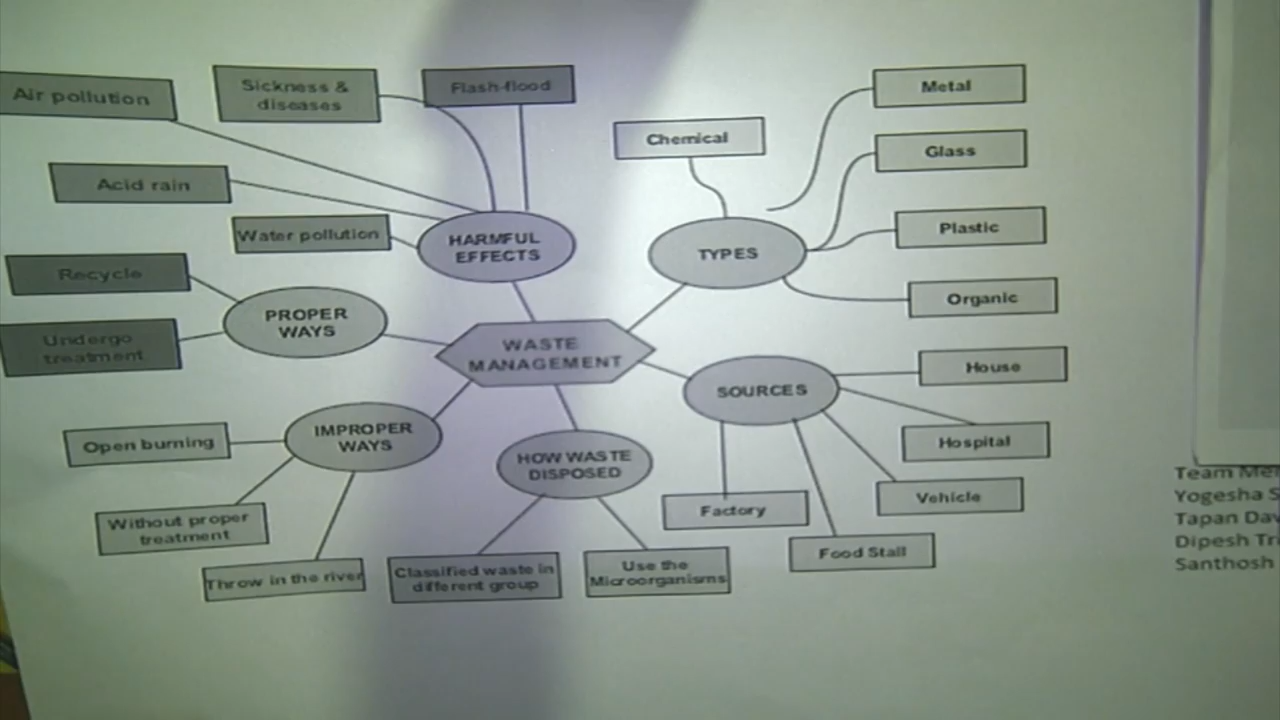 Air pollution
Sickness &
diseases
Flash-flood
Acid rain
Water pollution
HARMFUL
EFFECTS
Chemical
Metal
Glass
Plastic
Organic
TYPES
Recycle
Undergo
treatment
PROPER
WAYS
WASTE
MANAGEMENT
SOURCES
House
Hospital
Vehicle
Food Stall
Factory
IMPROPER
WAYS
Open burning
Without proper
treatment
Throw in the river
HOW WASTE
DISPOSED
Classified waste in
different group
Use the
Microorganisms
Team
Yogesha S
Tapan
Dipesh
Santhosh